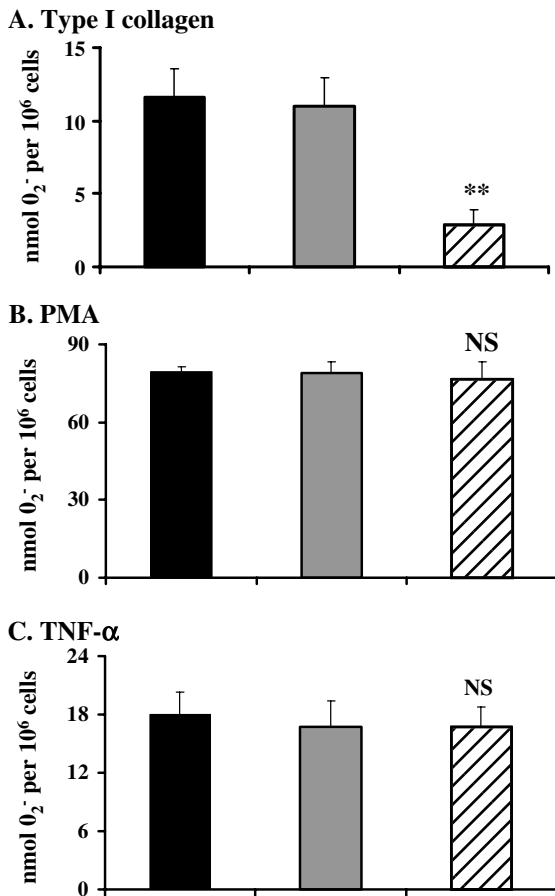 A. Type I collagen
nmol 0₂⁻ per 10⁶ cells
15
10
5
0
**
B. PMA
nmol 0₂⁻ per 10⁶ cells
90
60
30
0
NS
C. TNF-α
nmol 0₂⁻ per 10⁶ cells
24
18
12
6
0
NS